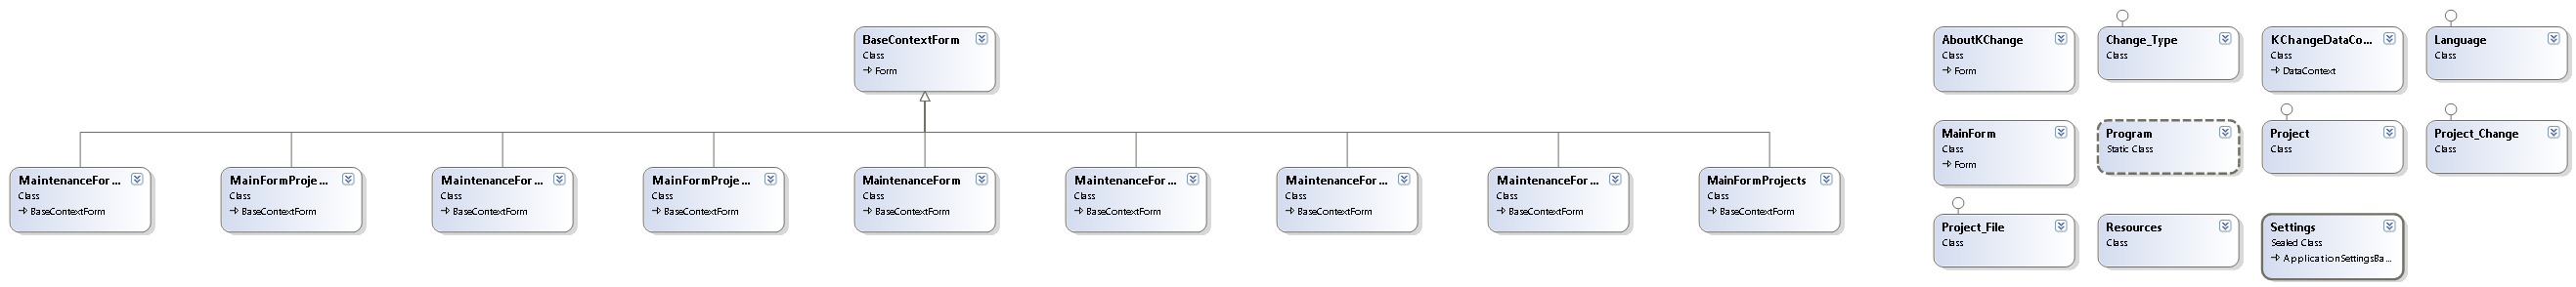 BaseContextForm
Class
Form
MaintenanceFor...
Class
BaseContextForm
MainFormProje...
Class
BaseContextForm
MaintenanceFor...
Class
BaseContextForm
MainFormProje...
Class
BaseContextForm
MaintenanceForm
Class
BaseContextForm
MaintenanceFor...
Class
BaseContextForm
MaintenanceFor...
Class
BaseContextForm
MaintenanceFor...
Class
BaseContextForm
MainFormProjects
Class
BaseContextForm
AboutKChange
Class
Form
Change_Type
Class
KChangeDataCo...
Class
DataContext
Language
Class
MainForm
Class
Form
Program
Static Class
Project
Class
Project_Change
Class
Project_File
Class
Resources
Class
Settings
Sealed Class
ApplicationSettingsBa...